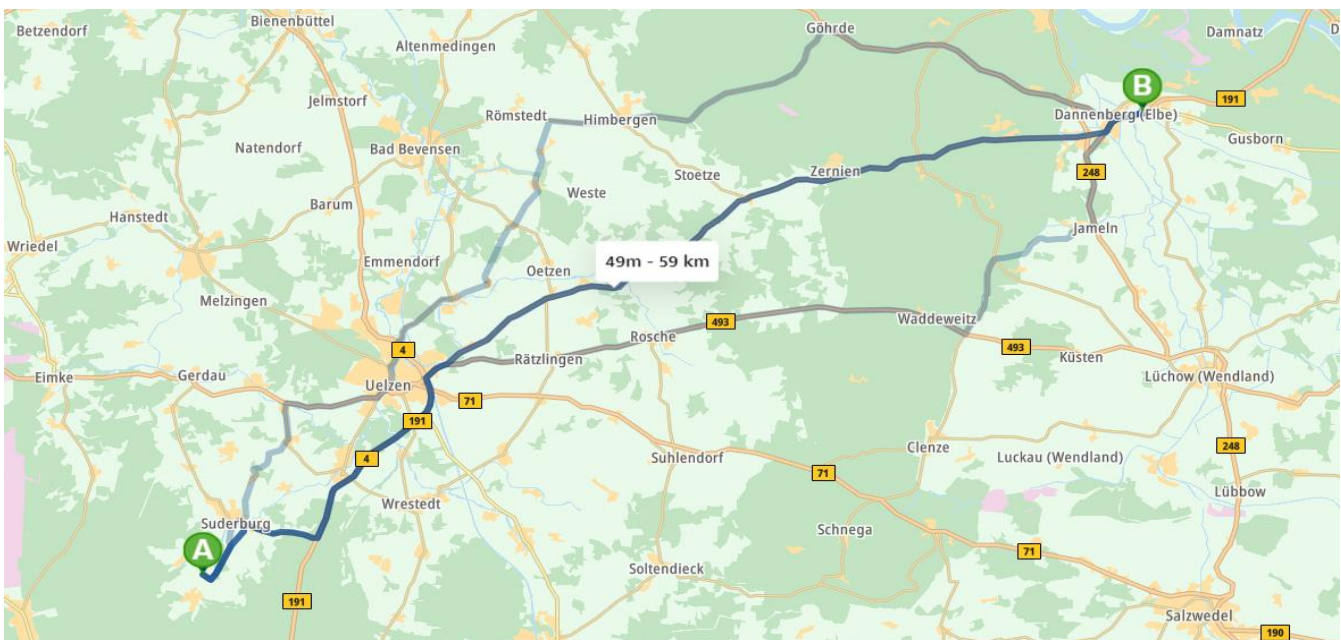 Betzendorf
Bienenbüttel
Altenmedingen
Göhrde
Damnatz
D
Jelmstorf
Römstedt
Himbergen
B
Dannenberg (Elbe)
191
Gusborn
Natendorf
Bad Bevensen
Weste
Stoetze
Zernien
248
Hanstedt
Barum
Jameln
Wriedel
Emmendorf
Oetzen
49m - 59 km
Melzingen
4
Rosche
493
Waddeweitz
493
Küsten
Rätzlingen
Eimke
Gerdau
Uelzen
71
Lüchow (Wendland)
191
4
Suhlendorf
71
Clenze
Luckau (Wendland)
248
Wrestedt
Lübbow
Suderburg
A
Schnega
71
Soltendieck
191
Salzwedel
190